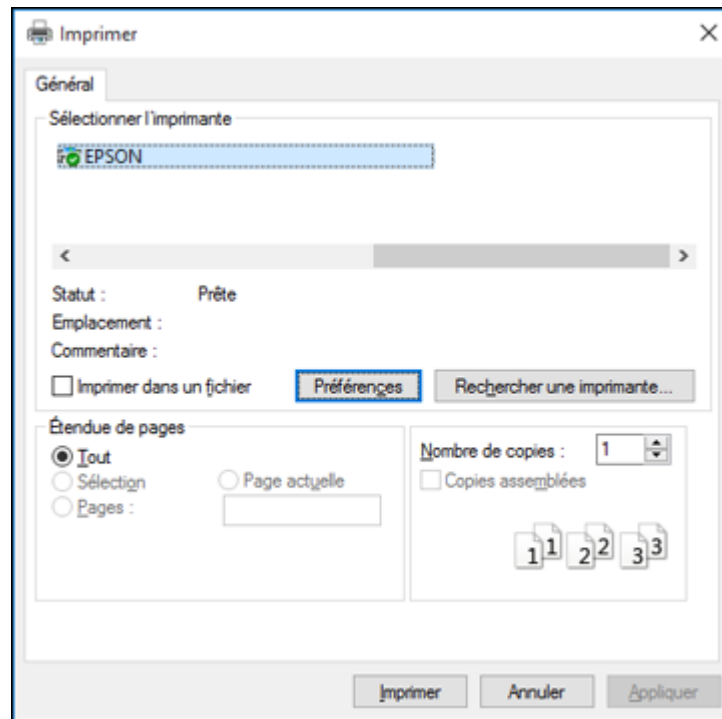 Imprimer
Général
Sélectionner l'imprimante
EPSON
Statut : Prête
Emplacement :
Commentaire :
Imprimer dans un fichier Préférences Rechercher une imprimante...
Étendue de pages
Tout
Sélection Page actuelle
Pages :
Nombre de copies : 1
Copies assemblées
1 1 2 2 3 3
Imprimer Annuler Appliquer